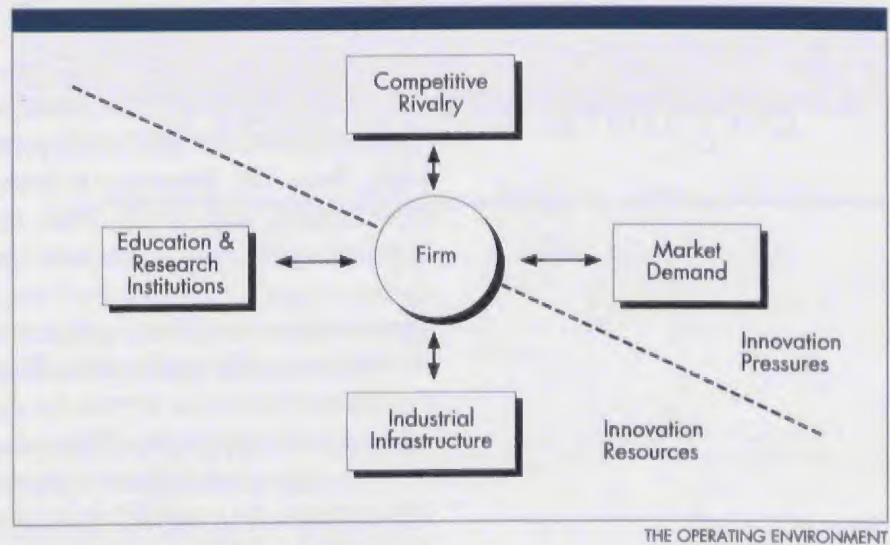 Competitive
Rivalry
Education &
Research
Institutions
Firm
Market
Demand
Innovation
Pressures
Industrial
Infrastructure
Innovation
Resources
THE OPERATING ENVIRONMENT